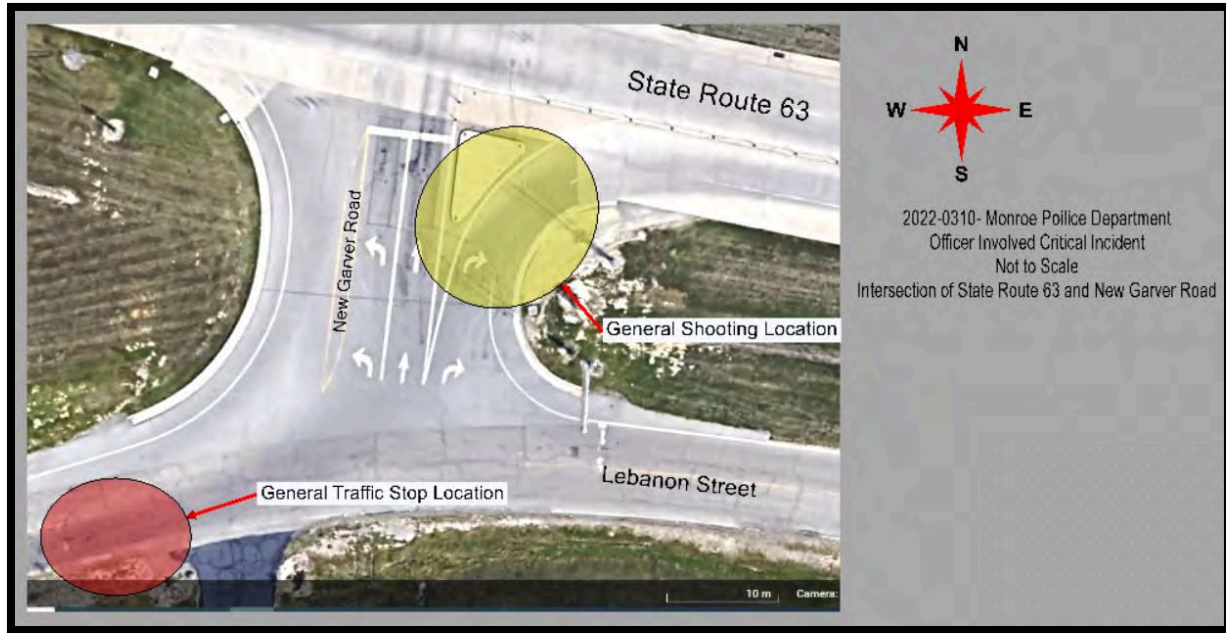 State Route 63
New Garver Road
General Shooting Location
General Traffic Stop Location
Lebanon Street
10 m
Camera:
N
W
E
S
2022-0310- Monroe Poillice Department
Officer Involved Critical Incident
Not to Scale
Intersection of State Route 63 and New Garver Road